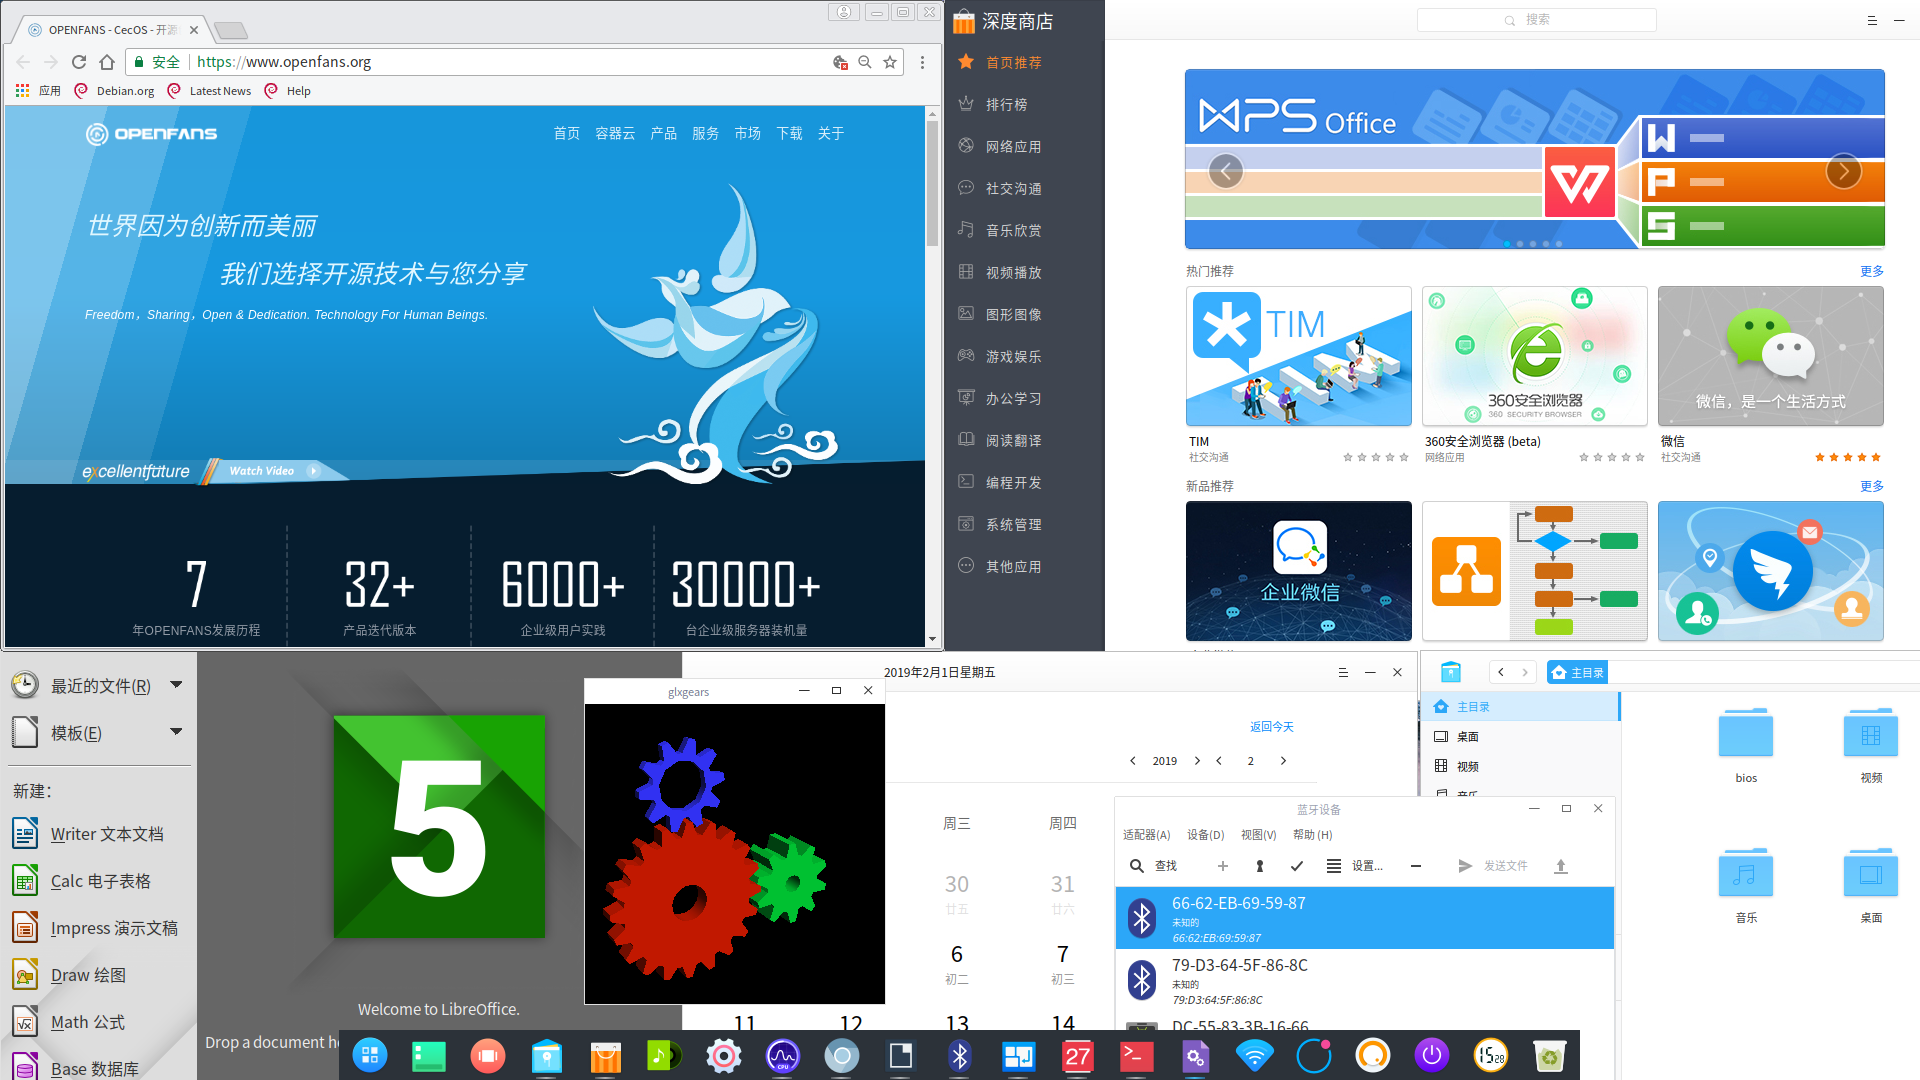 OPENFANS - CecOS - 开源
安全 https://www.openfans.org
应用 Debian.org Latest News Help
OPENFANS
首页 容器云 产品 服务 市场 下载 关于
世界因为创新而美丽
我们选择开源技术与您分享
Freedom，Sharing，Open & Dedication. Technology For Human Beings.
excellentfuture Watch Video
7 32+ 6000+ 30000+
年OPENFANS发展历程 产品迭代版本 企业级用户实践 台企业级服务器装机量
深度商店
搜索
首页推荐
排行榜
网络应用
社交沟通
音乐欣赏
视频播放
图形图像
游戏娱乐
办公学习
阅读翻译
编程开发
系统管理
其他应用
WPS Office
W
P
S
热门推荐 更多
TIM
360安全浏览器
360 SECURITY BROWSER
微信，是一个生活方式
TIM 360安全浏览器 (beta) 微信
社交沟通 网络应用 社交沟通
新品推荐 更多
企业微信
最近的文件(R)
模板(E)
新建：
Writer 文本文档
Calc 电子表格
Impress 演示文稿
Draw 绘图
Math 公式
Base 数据库
5
Welcome to LibreOffice.
Drop a document he
glxgears
2019年2月1日星期五
返回今天
2019 2
周三 周四
30 31
廿五 廿六
6 7
初二 初三
11 12 13 14
蓝牙设备
适配器(A) 设备(D) 视图(V) 帮助 (H)
查找 设置... 发送文件
66-62-EB-69-59-87
未知的
66:62:EB:69:59:87
79-D3-64-5F-86-8C
未知的
79:D3:64:5F:86:8C
DC-55-83-3B-16-66
主目录
主目录
桌面
视频
音乐
bios 视频
音乐 桌面
CPU
27
15 28